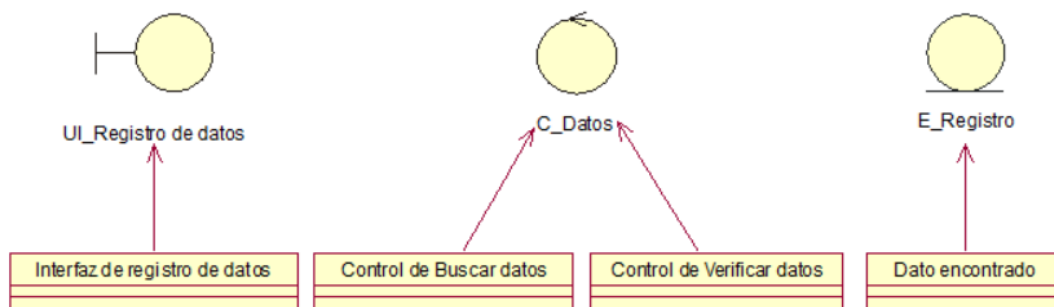 UI_Registro de datos
C_Datos
E_Registro
Interfaz de registro de datos
Control de Buscar datos
Control de Verificar datos
Dato encontrado